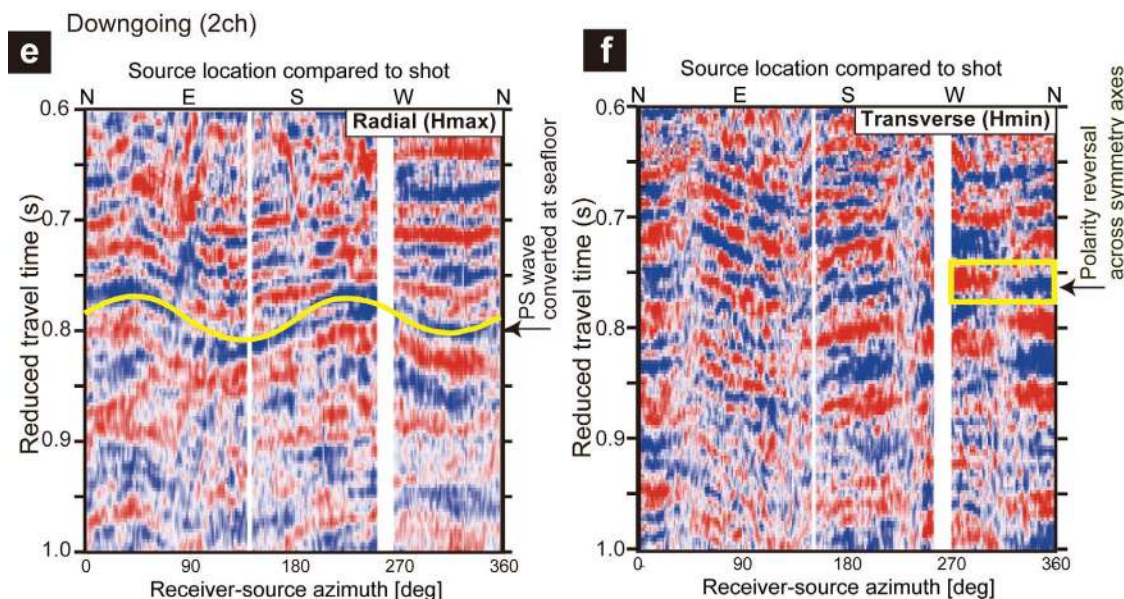 Downgoing (2ch)
e
Source location compared to shot
N E S W N
Radial (Hmax)
0.6
0.7
0.8
0.9
1.0
Reduced travel time (s)
PS wave
converted at seafloor
0 90 180 270 360
Receiver-source azimuth [deg]
f
Source location compared to shot
N E S W N
Transverse (Hmin)
0.6
0.7
0.8
0.9
1.0
Reduced travel time (s)
Polarity reversal
across symmetry axes
0 90 180 270 360
Receiver-source azimuth [deg]